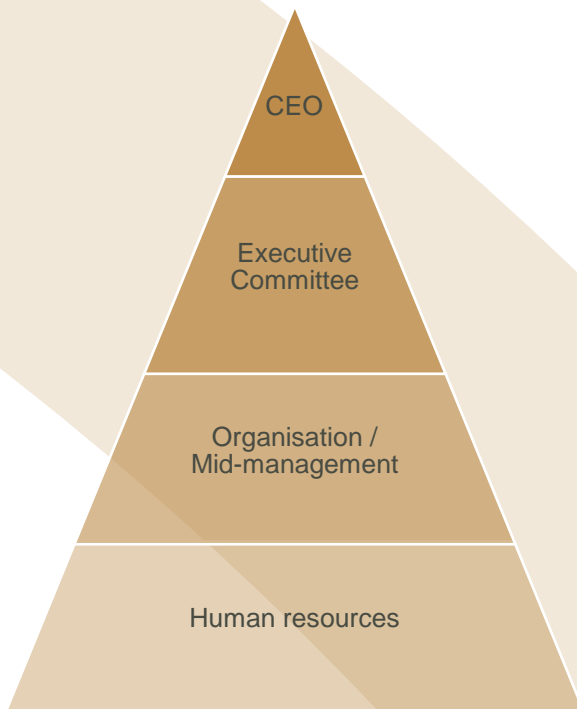 CEO
Executive
Committee
Organisation /
Mid-management
Human resources